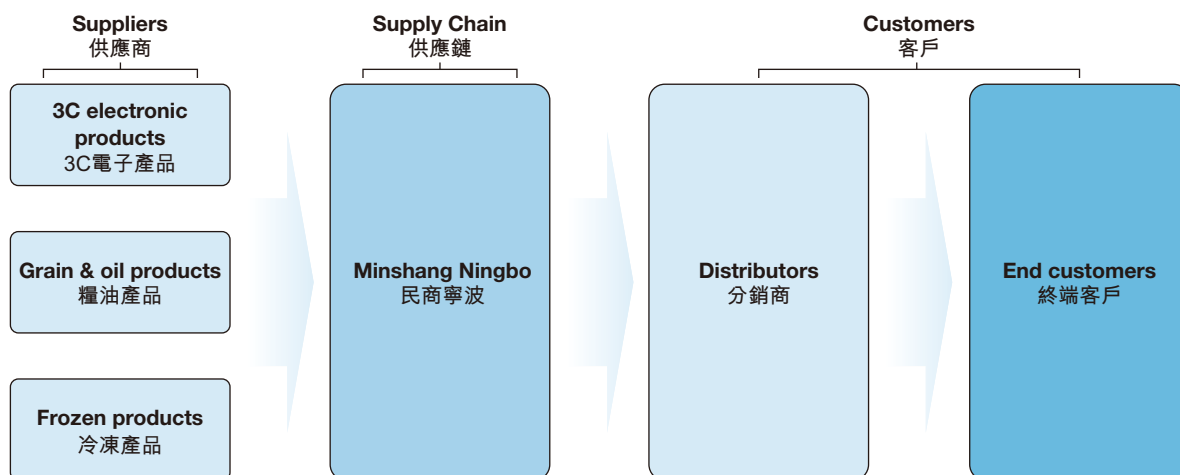 Suppliers
供應商
Supply Chain
供應鏈
Customers
客戶
3C electronic
products
3C電子產品
Grain & oil products
糧油產品
Frozen products
冷凍產品
Minshang Ningbo
民商寧波
Distributors
分銷商
End customers
終端客戶